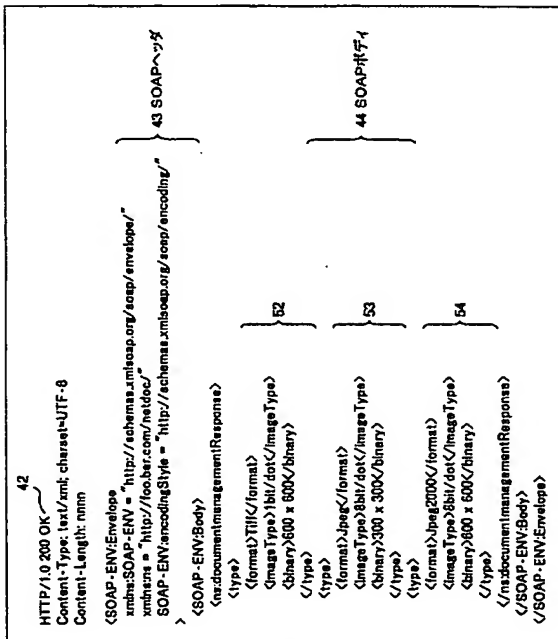 42
HTTP/1.0 200 OK
Content-Type: text/xml; charset=UTF-8
Content-Length: nnnn
<SOAP-ENV:Envelope
xmlns:SOAP-ENV = "http://schemas.xmlsoap.org/soap/envelope/"
xmlns:ns = "http://foo.bar.com/netdoc/"
SOAP-ENV:encodingStyle = "http://schemas.xmlsoap.org/soap/encoding/"
>
43 SOAPヘッダ
<SOAP-ENV:Body>
<ns:documentmanagementResponse>
<type>
<format>Tiff</format>
<imageType>1bit/dot</imageType>
<binary>600 x 600</binary>
</type>
52
<type>
<format>Jpeg</format>
<imageType>8bit/dot</imageType>
<binary>300 x 300</binary>
</type>
53
<type>
<format>Jpeg2000</format>
<imageType>8bit/dot</imageType>
<binary>600 x 600</binary>
</type>
54
</ns:documentmanagementResponse>
</SOAP-ENV:Body>
</SOAP-ENV:Envelope>
44 SOAPボディ